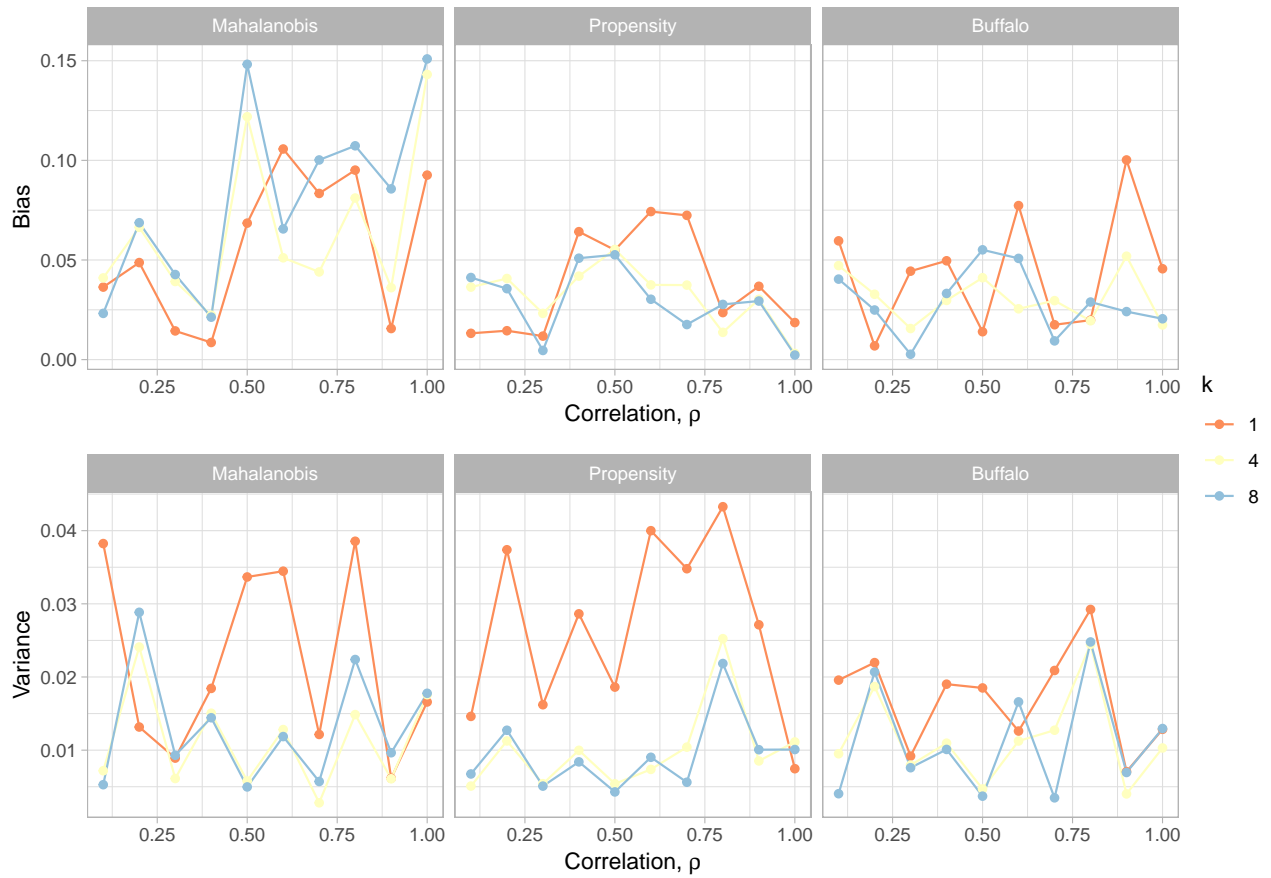 Mahalanobis Propensity Buffalo
0.15
0.10
0.05
0.00
Bias
0.25 0.50 0.75 1.00 0.25 0.50 0.75 1.00 0.25 0.50 0.75 1.00
Correlation, ρ
k
1
4
8
Mahalanobis Propensity Buffalo
0.04
0.03
0.02
0.01
Variance
0.25 0.50 0.75 1.00 0.25 0.50 0.75 1.00 0.25 0.50 0.75 1.00
Correlation, ρ